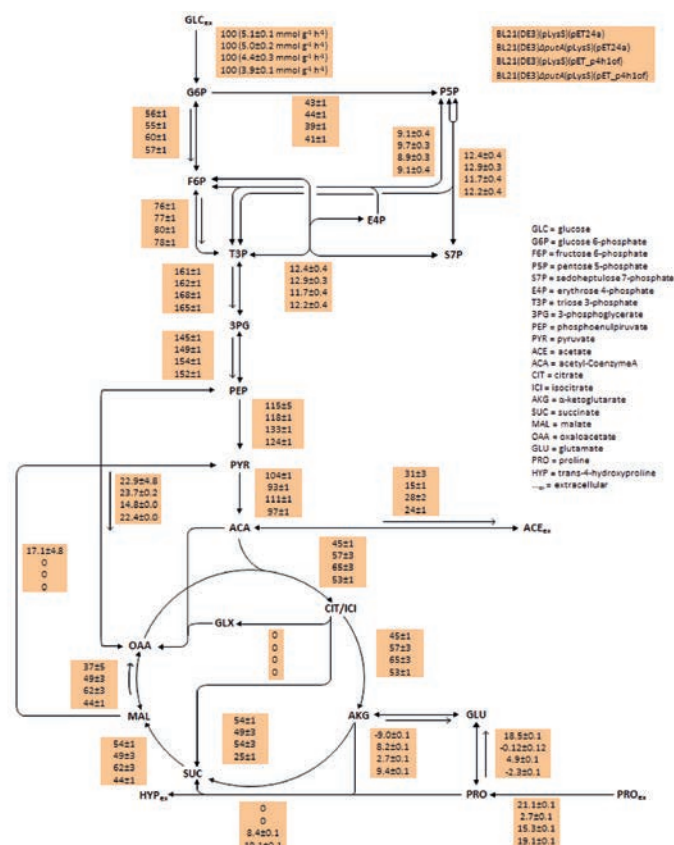 GLCex
100 (5.1±0.1 mmol g⁻¹ h⁻¹)
100 (5.0±0.2 mmol g⁻¹ h⁻¹)
100 (4.4±0.3 mmol g⁻¹ h⁻¹)
100 (3.9±0.1 mmol g⁻¹ h⁻¹)
BL21(DE3)(pLysS)(pET24a)
BL21(DE3)ΔputA(pLysS)(pET24a)
BL21(DE3)(pLysS)(pET_p4h1of)
BL21(DE3)ΔputA(pLysS)(pET_p4h1of)
G6P
P5P
43±1
44±1
39±1
41±1
56±1
55±1
60±1
57±1
9.1±0.4
9.7±0.3
8.9±0.3
9.1±0.4
12.4±0.4
12.9±0.3
11.7±0.4
12.2±0.4
F6P
76±1
77±1
80±1
78±1
E4P
T3P
S7P
161±1
162±1
168±1
165±1
12.4±0.4
12.9±0.3
11.7±0.4
12.2±0.4
3PG
145±1
149±1
154±1
152±1
PEP
115±5
118±1
133±1
124±1
PYR
22.9±4.8
23.7±0.2
14.8±0.0
22.4±0.0
104±1
93±1
111±1
97±1
31±3
15±1
28±2
24±1
ACA
ACEex
17.1±4.8
0
0
0
45±1
57±3
65±3
53±1
CIT/ICI
GLX
OAA
0
0
0
0
45±1
57±3
65±3
53±1
37±5
49±3
62±3
44±1
MAL
AKG
GLU
54±1
49±3
54±3
25±1
-9.0±0.1
8.2±0.1
2.7±0.1
9.4±0.1
18.5±0.1
-0.12±0.12
4.9±0.1
-2.3±0.1
54±1
49±3
62±3
44±1
SUC
HYPex
PRO
PROex
0
0
8.4±0.1
21.1±0.1
2.7±0.1
15.3±0.1
19.1±0.1
GLC = glucose
G6P = glucose 6-phosphate
F6P = fructose 6-phosphate
P5P = pentose 5-phosphate
S7P = sedoheptulose 7-phosphate
E4P = erythrose 4-phosphate
T3P = triose 3-phosphate
3PG = 3-phosphoglycerate
PEP = phosphoenulpiruvate
PYR = pyruvate
ACE = acetate
ACA = acetyl-CoenzymeA
CIT = citrate
ICI = isocitrate
AKG = α-ketoglutarate
SUC = succinate
MAL = malate
OAA = oxaloacetate
GLU = glutamate
PRO = proline
HYP = trans-4-hydroxyproline
...ex = extracellular